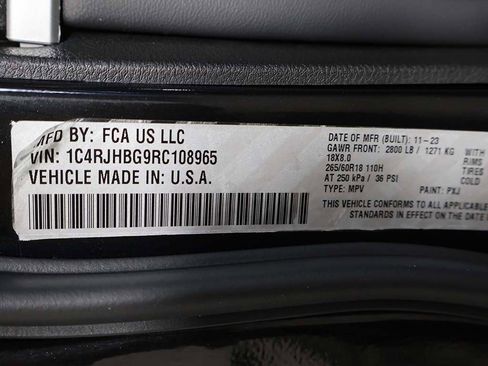 MFD BY: FCA US LLC
VIN: 1C4RJHBG9RC108965
VEHICLE MADE IN: U.S.A.
DATE OF MFR (BUILT): 11-23
GAWR FRONT: 2800 LB / 1271 KG WITH
18X8.0 RIMS
265/60R18 110H TIRES
AT 250 kPa / 36 PSI COLD
TYPE: MPV PAINT: PXJ
THIS VEHICLE CONFORMS TO ALL
STANDARDS IN EFFECT ON THE DATE